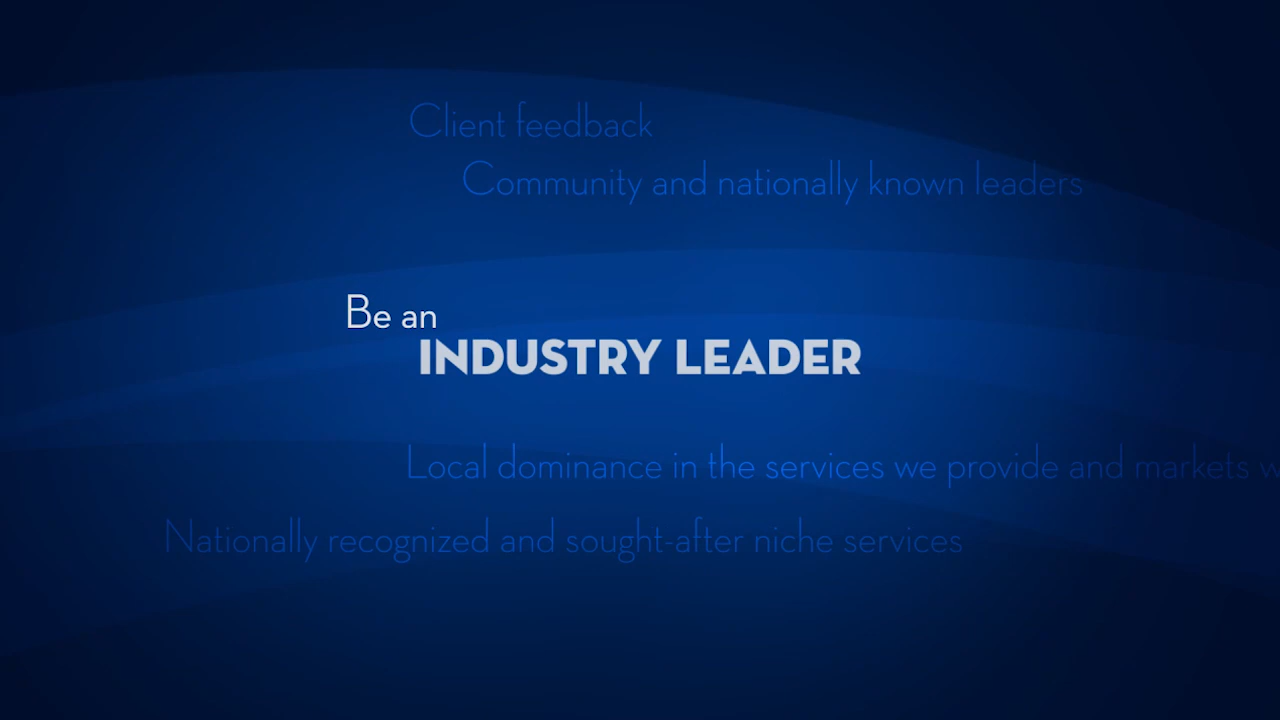 Client feedback
Community and nationally known leaders
Be an
INDUSTRY LEADER
Local dominance in the services we provide and markets
Nationally recognized and sought-after niche services